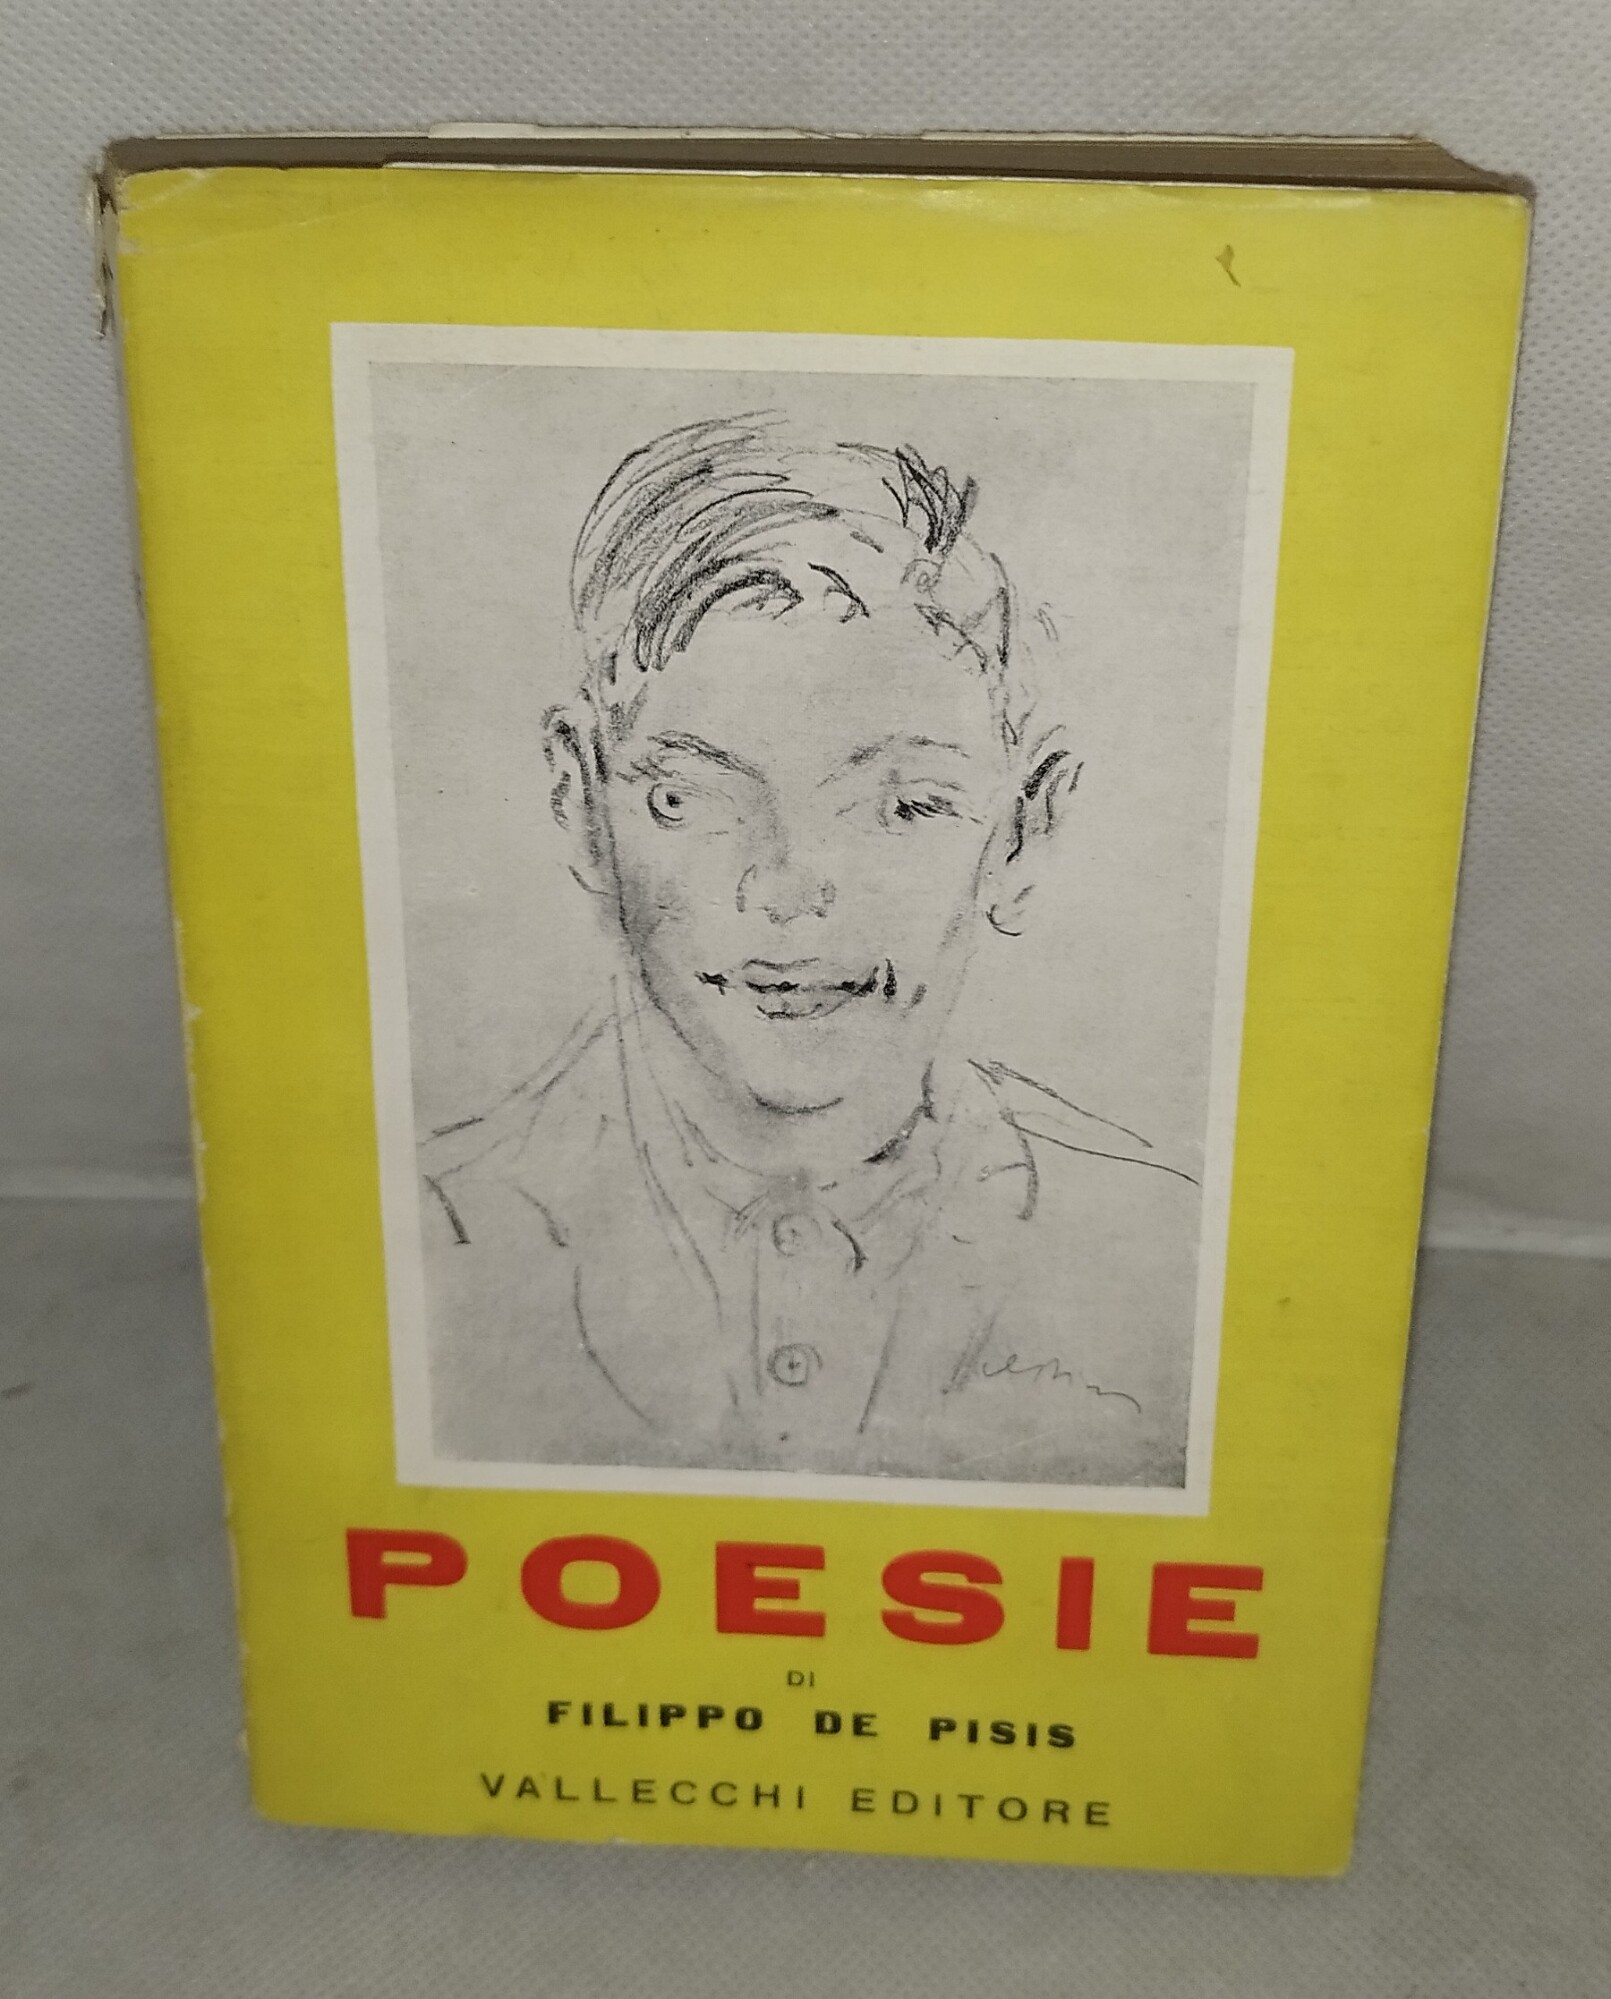 POESIE
DI
FILIPPO DE PISIS
VALLECCHI EDITORE